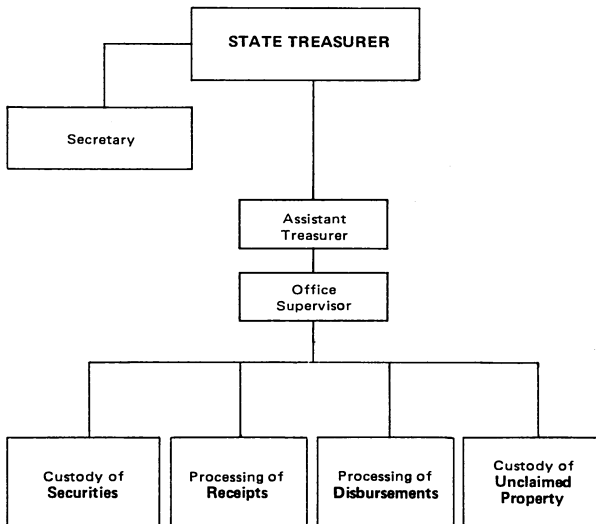 STATE TREASURER
Secretary
Assistant
Treasurer
Office
Supervisor
Custody of
Securities
Processing of
Receipts
Processing of
Disbursements
Custody of
Unclaimed
Property